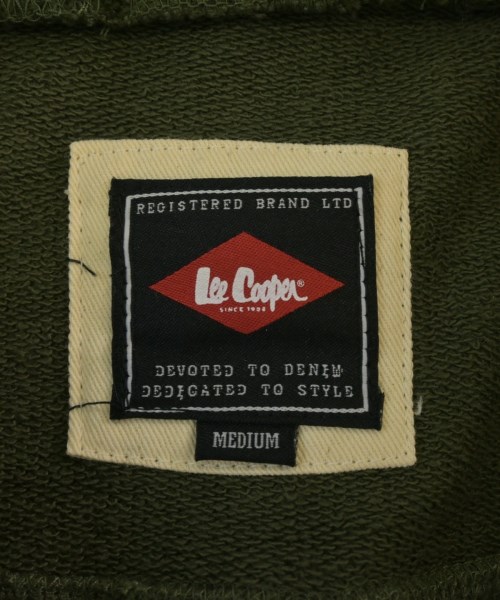 REGISTERED BRAND LTD
Lee Cooper®
SINCE 1908
DEVOTED TO DENIM
DEDICATED TO STYLE
MEDIUM